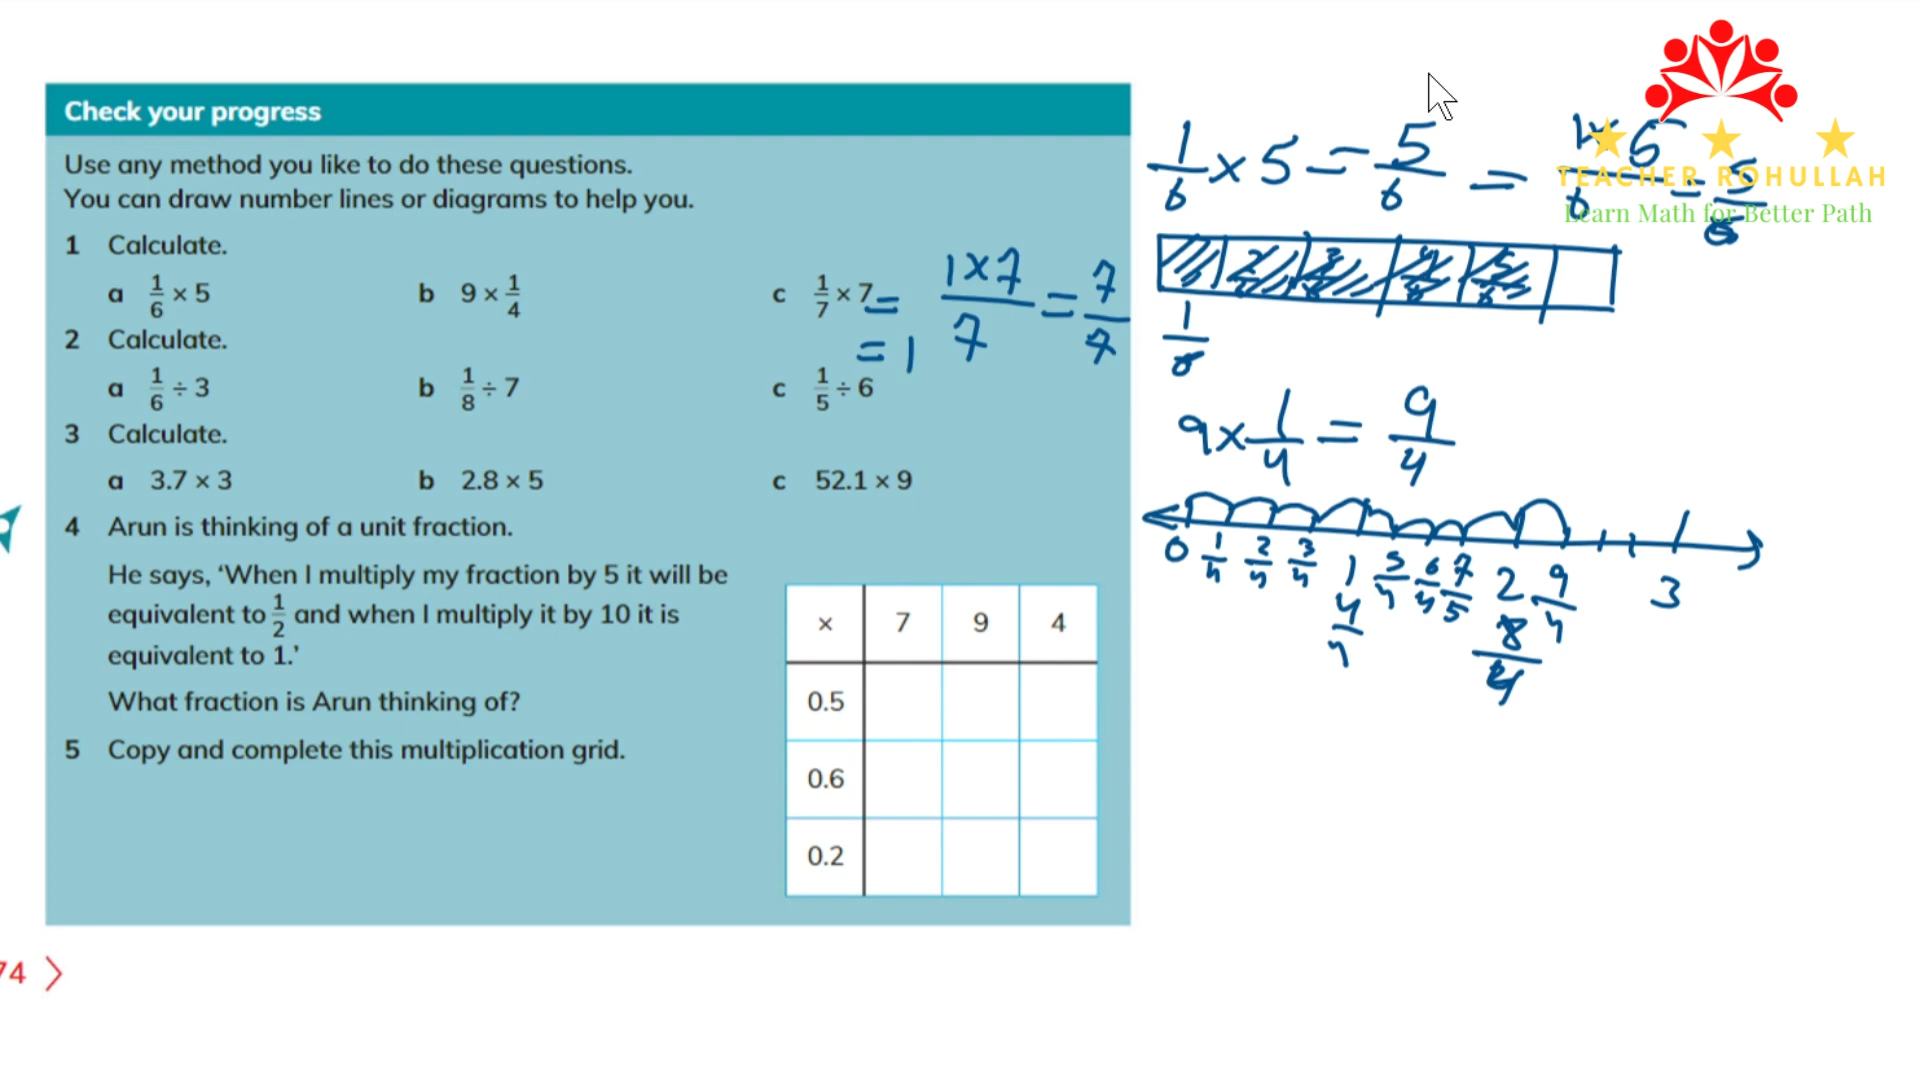 Check your progress
Use any method you like to do these questions.
You can draw number lines or diagrams to help you.
1 Calculate.
a 1/6 × 5 b 9 × 1/4 c 1/7 × 7 = 1×7/7 = 7/7
= 1
2 Calculate.
a 1/6 ÷ 3 b 1/8 ÷ 7 c 1/5 ÷ 6
3 Calculate.
a 3.7 × 3 b 2.8 × 5 c 52.1 × 9
4 Arun is thinking of a unit fraction.
He says, ‘When I multiply my fraction by 5 it will be
equivalent to 1/2 and when I multiply it by 10 it is
equivalent to 1.’
What fraction is Arun thinking of?
5 Copy and complete this multiplication grid.
× 7 9 4
0.5
0.6
0.2
74
1/6 × 5 = 5/6 =
TEACHER ROHULLAH
Learn Math for Better Path
9 × 1/4 = 9/4
0 1/4 2/4 3/4 1 5/4 6/4 7/5 2 9/4 3
4/4 8/4